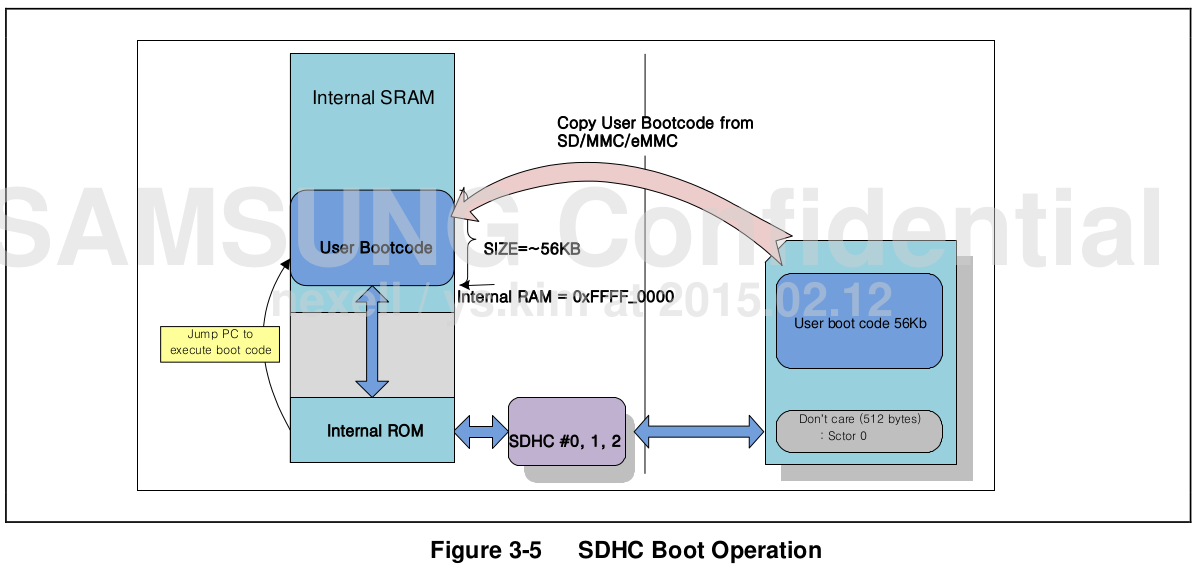 Internal SRAM
Copy User Bootcode from
SD/MMC/eMMC
SAMSUNG Confidential
User Bootcode
SIZE=~56KB
Internal RAM = 0xFFFF_0000
nexell / ys.kim at 2015.02.12
User boot code 56Kb
Jump PC to
execute boot code
Don't care (512 bytes)
: Sctor 0
Internal ROM
SDHC #0, 1, 2
Figure 3-5 SDHC Boot Operation